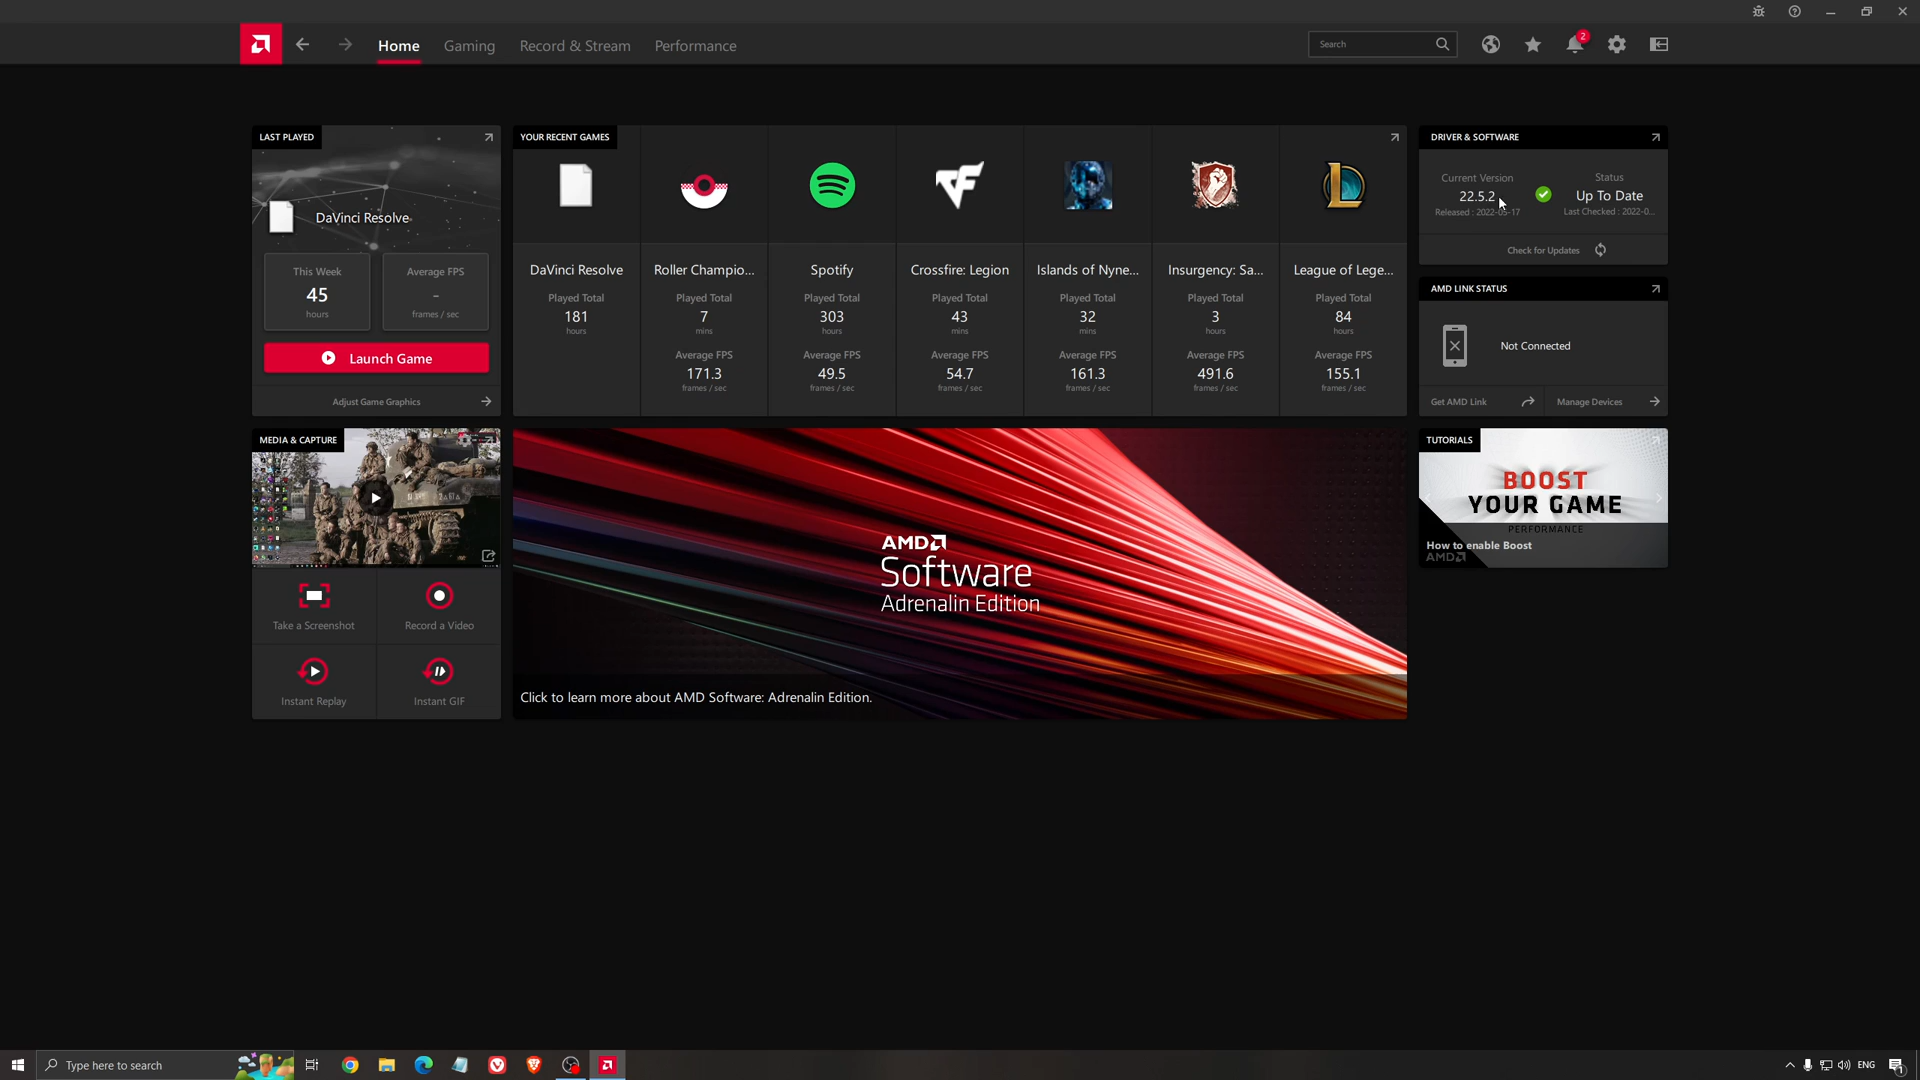 Home
Gaming
Record & Stream
Performance
Search
2
LAST PLAYED
DaVinci Resolve
This Week
45
hours
Average FPS
–
frames / sec
Launch Game
Adjust Game Graphics
YOUR RECENT GAMES
DaVinci Resolve
Played Total
181
hours
Roller Champio...
Played Total
7
mins
Average FPS
171.3
frames / sec
Spotify
Played Total
303
hours
Average FPS
49.5
frames / sec
Crossfire: Legion
Played Total
43
mins
Average FPS
54.7
frames / sec
Islands of Nyne...
Played Total
32
mins
Average FPS
161.3
frames / sec
Insurgency: Sa...
Played Total
3
hours
Average FPS
491.6
frames / sec
League of Lege...
Played Total
84
hours
Average FPS
155.1
frames / sec
DRIVER & SOFTWARE
Current Version
22.5.2
Released : 2022-05-17
Status
Up To Date
Last Checked : 2022-0...
Check for Updates
AMD LINK STATUS
Not Connected
Get AMD Link
Manage Devices
MEDIA & CAPTURE
Take a Screenshot
Record a Video
Instant Replay
Instant GIF
AMD
Software
Adrenalin Edition
Click to learn more about AMD Software: Adrenalin Edition.
TUTORIALS
BOOST
YOUR GAME
PERFORMANCE
How to enable Boost
AMD
Type here to search
ENG
1